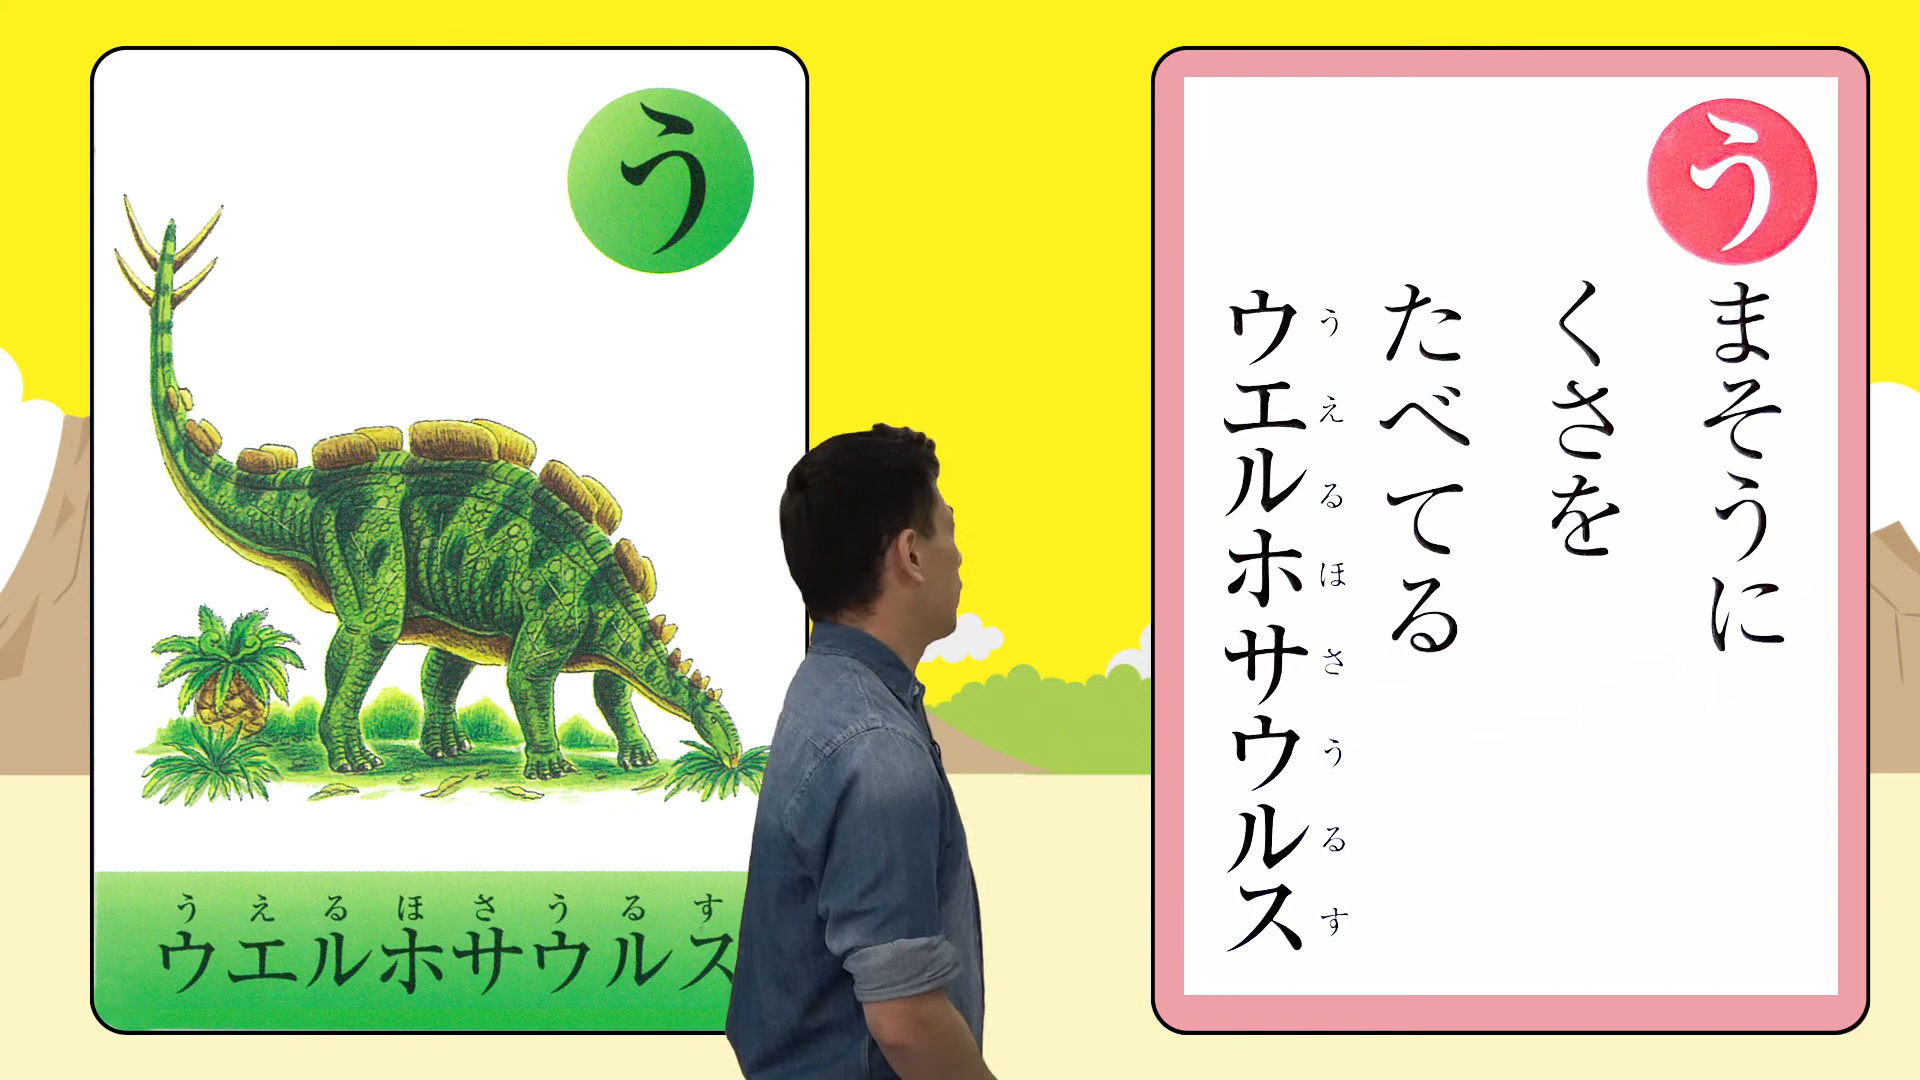 う
うえるほさうるす
ウエルホサウルス
う
まそうに
くさを
たべてる
ウエルホサウルス
うえるほさうるす